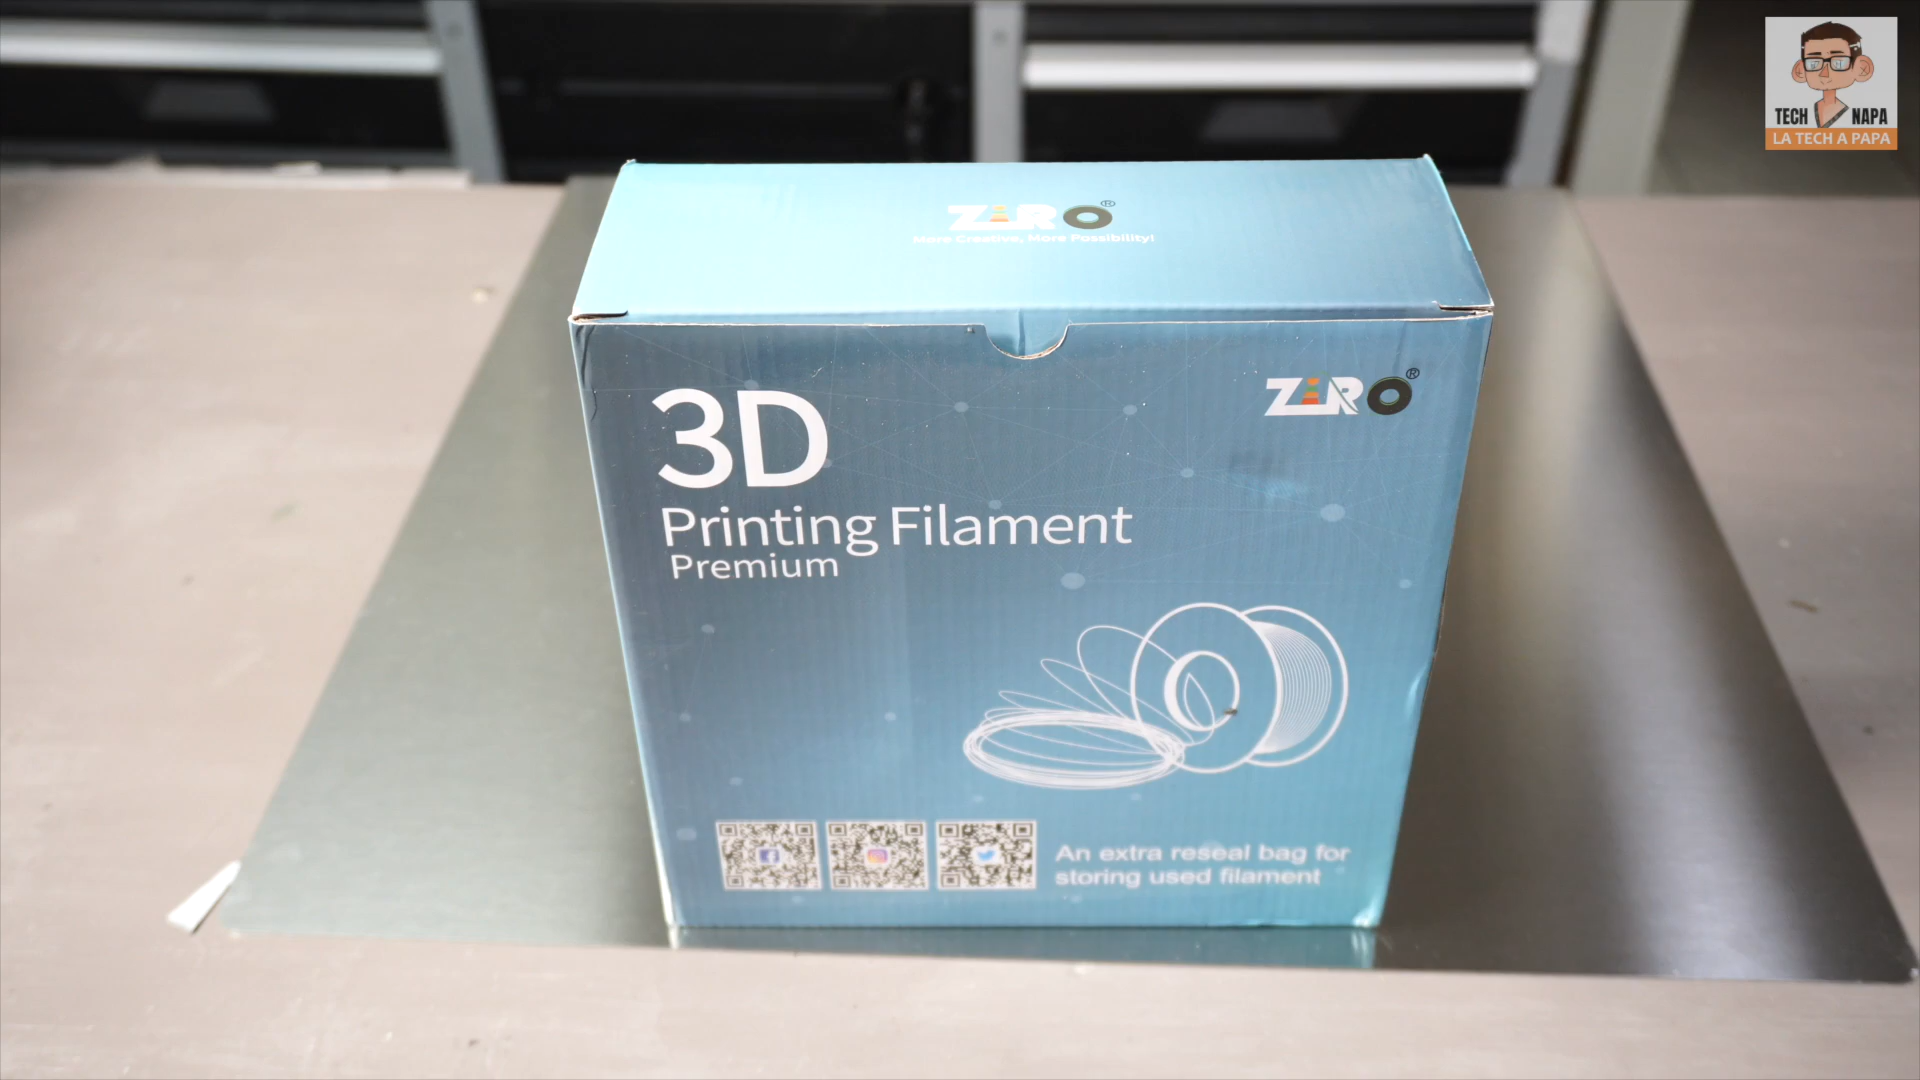 TECH NAPA
LA TECH A PAPA
ZIRO®
More Creative, More Possibility!
ZIRO®
3D
Printing Filament
Premium
An extra reseal bag for
storing used filament